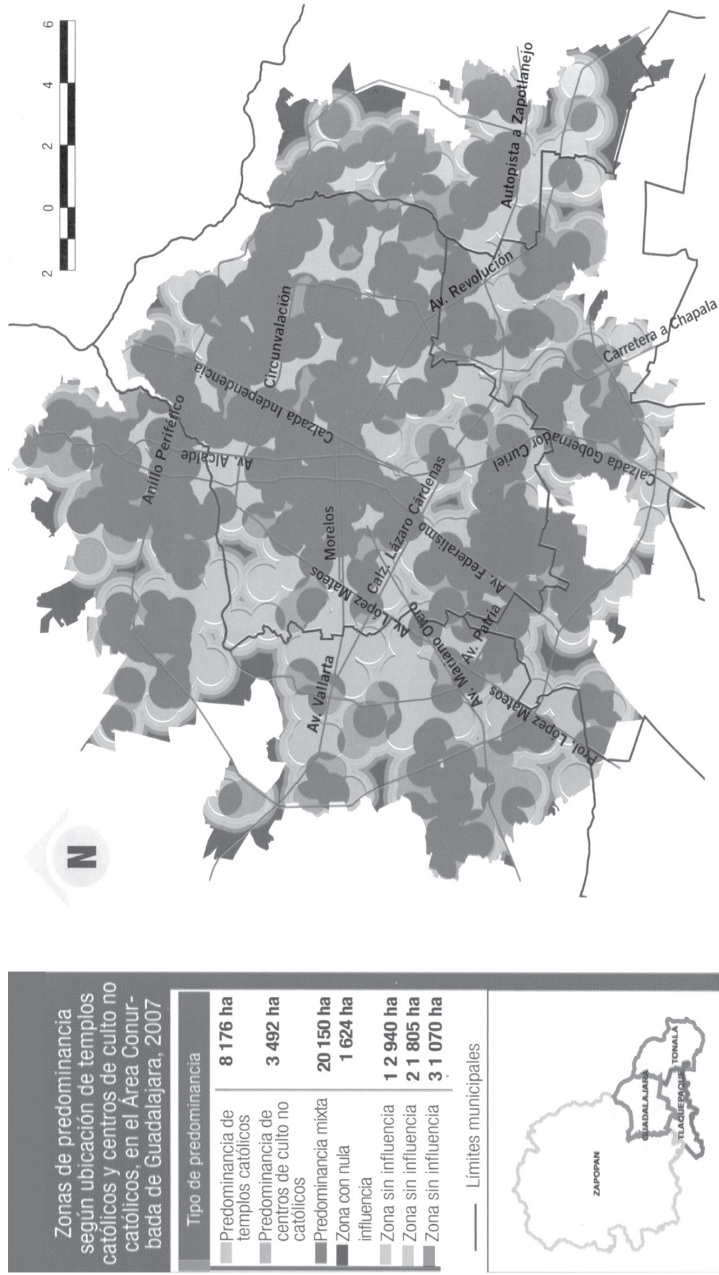 Zonas de predominancia
según ubicación de templos
católicos y centros de culto no
católicos, en el Área Conur-
bada de Guadalajara, 2007
Tipo de predominancia
Predominancia de
templos católicos
8 176 ha
Predominancia de
centros de culto no
católicos
3 492 ha
Predominancia mixta
20 150 ha
Zona con nula
influencia
1 624 ha
Zona sin influencia
1 2 940 ha
Zona sin influencia
2 1 805 ha
Zona sin influencia
3 1 070 ha
Límites municipales
ZAPOPAN
GUADALAJARA
TLAQUEPAQUE
TONALÁ
N
2
0
2
4
6
Anillo Periférico
Av. Alcalde
Calzada Independencia
Circunvalación
Morelos
Av. Vallarta
Av. López Mateos
Calz. Lázaro Cárdenas
Av. Mariano Otero
Av. Federalismo
Av. Patria
Prol. López Mateos
Av. Revolución
Autopista a Zapotlanejo
Calzada Gobernador Curiel
Carretera a Chapala